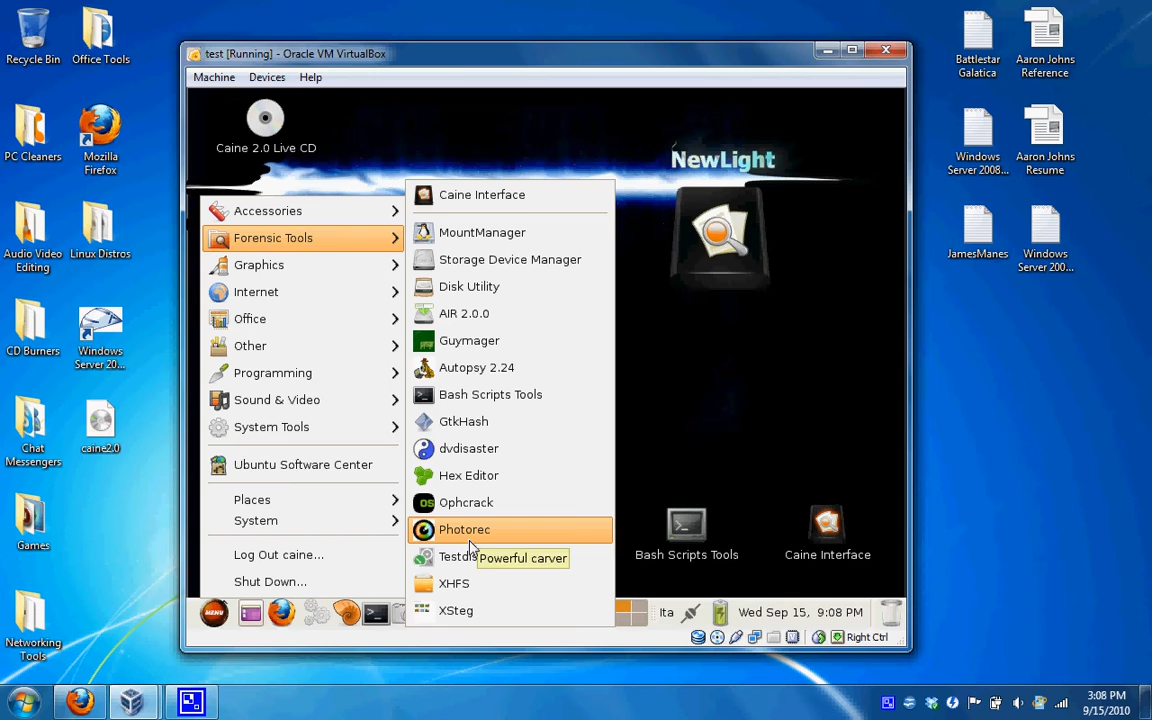 Recycle Bin
Office Tools
PC Cleaners
Mozilla
Firefox
Audio Video
Editing
Linux Distros
CD Burners
Windows
Server 20...
Chat
Messengers
caine2.0
Games
Networking
Tools
test [Running] - Oracle VM VirtualBox
Machine
Devices
Help
Caine 2.0 Live CD
NewLight
Accessories
Forensic Tools
Graphics
Internet
Office
Other
Programming
Sound & Video
System Tools
Ubuntu Software Center
Places
System
Log Out caine...
Shut Down...
Caine Interface
MountManager
Storage Device Manager
Disk Utility
AIR 2.0.0
Guymager
Autopsy 2.24
Bash Scripts Tools
GtkHash
dvdisaster
Hex Editor
OS
Ophcrack
Photorec
Testdis
Powerful carver
XHFS
XSteg
Bash Scripts Tools
Caine Interface
MENU
Ita
Wed Sep 15, 9:08 PM
Right Ctrl
Battlestar
Galatica
Aaron Johns
Reference
Windows
Server 2008...
Aaron Johns
Resume
JamesManes
Windows
Server 200...
3:08 PM
9/15/2010